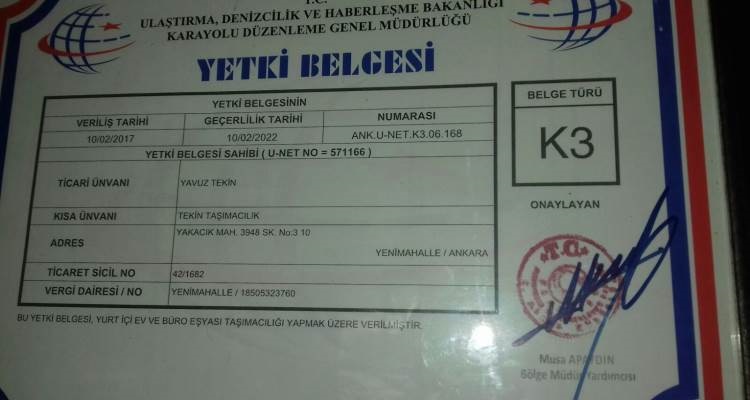 T.C.
ULAŞTIRMA, DENİZCİLİK VE HABERLEŞME BAKANLIĞI
KARAYOLU DÜZENLEME GENEL MÜDÜRLÜĞÜ
YETKİ BELGESİ
YETKİ BELGESİNİN
VERİLİŞ TARİHİ GEÇERLİLİK TARİHİ NUMARASI
10/02/2017 10/02/2022 ANK.U-NET.K3.06.168
YETKİ BELGESİ SAHİBİ ( U-NET NO = 571166 )
TİCARİ ÜNVANI YAVUZ TEKİN
KISA ÜNVANI TEKİN TAŞIMACILIK
ADRES YAKACIK MAH. 3948 SK. No:3 10
YENİMAHALLE / ANKARA
TİCARET SİCİL NO 42/1682
VERGİ DAİRESİ / NO YENİMAHALLE / 18505323760
BU YETKİ BELGESİ, YURT İÇİ EV VE BÜRO EŞYASI TAŞIMACILIĞI YAPMAK ÜZERE VERİLMİŞTİR.
BELGE TÜRÜ
K3
ONAYLAYAN
T.C.
Musa APAYDIN
Bölge Müdür Yardımcısı